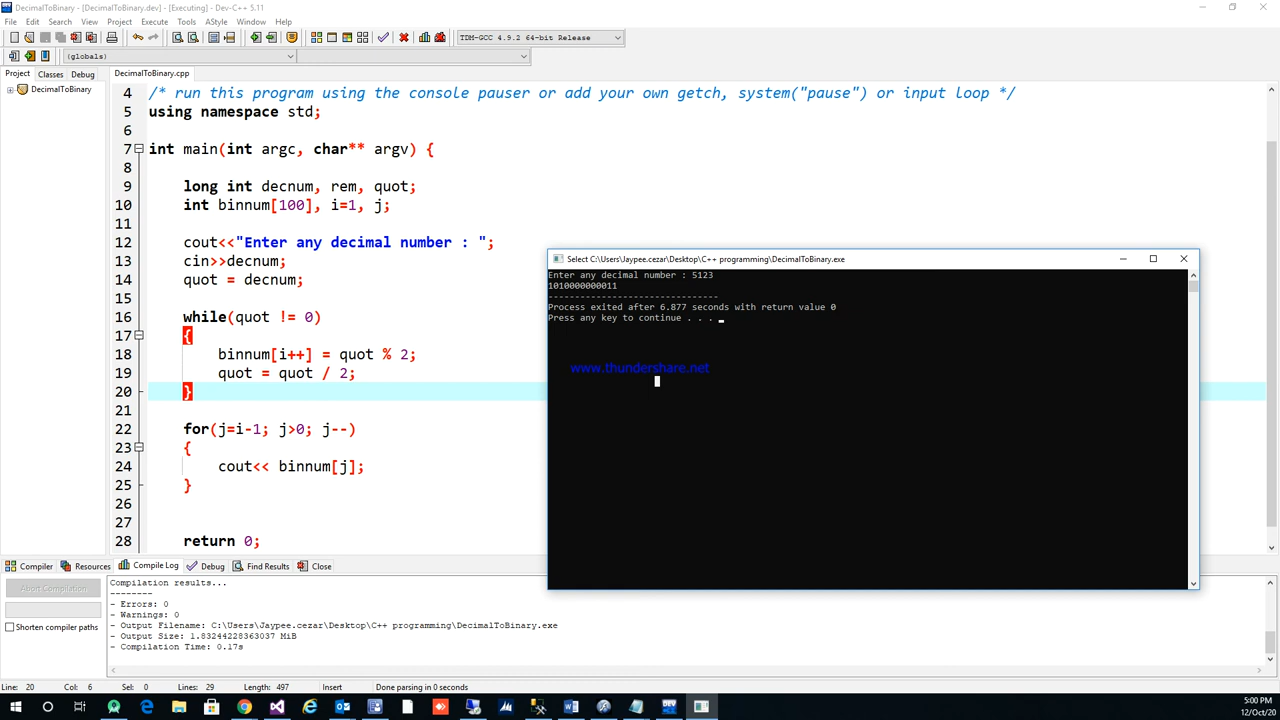 DecimalToBinary - [DecimalToBinary.dev] - [Executing] - Dev-C++ 5.11
File Edit Search View Project Execute Tools AStyle Window Help
TDM-GCC 4.9.2 64-bit Release
(globals)
Project Classes Debug
DecimalToBinary.cpp
DecimalToBinary
4 /* run this program using the console pauser or add your own getch, system("pause") or input loop */
5 using namespace std;
6
7 int main(int argc, char** argv) {
8
9 long int decnum, rem, quot;
10 int binnum[100], i=1, j;
11
12 cout<<"Enter any decimal number : ";
13 cin>>decnum;
14 quot = decnum;
15
16 while(quot != 0)
17 {
18 binnum[i++] = quot % 2;
19 quot = quot / 2;
20 }
21
22 for(j=i-1; j>0; j--)
23 {
24 cout<< binnum[j];
25 }
26
27
28 return 0;
Select C:\Users\Jaypee.cezar\Desktop\C++ programming\DecimalToBinary.exe
Enter any decimal number : 5123
1010000000011
--------------------------------
Process exited after 6.877 seconds with return value 0
Press any key to continue . . .
www.thundershare.net
Compiler Resources Compile Log Debug Find Results Close
Abort Compilation
Shorten compiler paths
Compilation results...
--------
- Errors: 0
- Warnings: 0
- Output Filename: C:\Users\Jaypee.cezar\Desktop\C++ programming\DecimalToBinary.exe
- Output Size: 1.83244228363037 MiB
- Compilation Time: 0.17s
Line: 20 Col: 6 Sel: 0 Lines: 29 Length: 497 Insert Done parsing in 0 seconds
5:00 PM
12/Oct/20